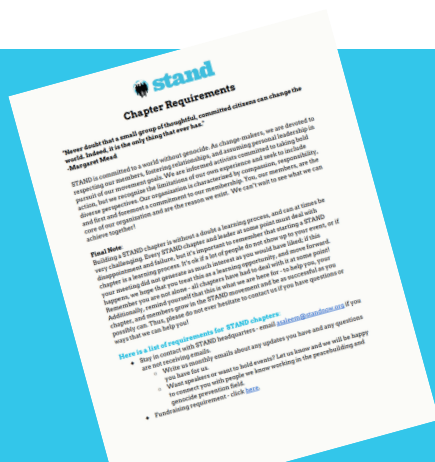 stand
Chapter Requirements
"Never doubt that a small group of thoughtful, committed citizens can change the
world. Indeed, it is the only thing that ever has."
-Margaret Meed
STAND is committed to a world without genocide. As change-makers, we are devoted to
respecting our members, fostering relationships, and assuming personal leadership in
pursuit of our movement goals. We are informed activists committed to taking bold
action, but we recognize the limitations of our own experience and seek to include
diverse perspectives. Our organization is characterized by compassion, responsibility,
and first and foremost a commitment to our membership. You, our members, are the
core of our organization and are the reason we exist. We can't wait to see what we can
achieve together!
Final Note:
Building a STAND chapter is without a doubt a learning process, and can at times be
very challenging. Every STAND chapter and leader at some point must deal with
disappointment and failure, but it's important to remember that starting a STAND
chapter is a learning process. It's ok if a lot of people do not show up to your event, or if
your meeting did not generate as much interest as you would have liked; if this
happens, we hope that you treat this as a learning opportunity, and move forward.
Remember you are not alone - all chapters have had to deal with it at some point!
Additionally, remind yourself that this is what we are here for - to help you, your
chapter, and members grow in the STAND movement and be as successful as you
possibly can. Thus, please do not ever hesitate to contact us if you have questions or
ways that we can help you!
Here is a list of requirements for STAND chapters:
• Stay in contact with STAND headquarters - email asaleem@standnow.org if you
are not receiving emails.
○ Write us monthly emails about any updates you have and any questions
you have for us.
○ Want speakers or want to hold events? Let us know and we will be happy
to connect you with people we know working in the peacebuilding and
genocide prevention field.
• Fundraising requirement - click here.